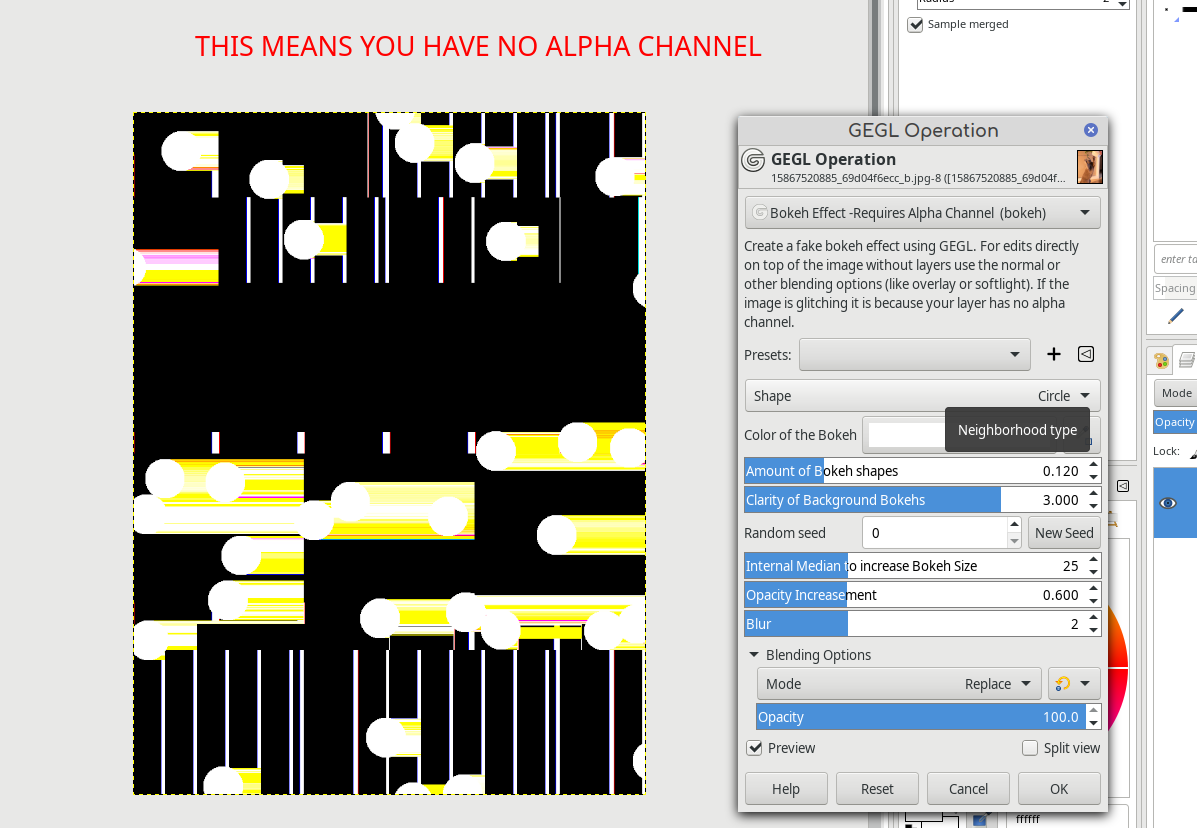 Radius 2
Sample merged
THIS MEANS YOU HAVE NO ALPHA CHANNEL
GEGL Operation
GEGL Operation
15867520885_69d04f6ecc_b.jpg-8 ([15867520885_69d04f...
Bokeh Effect -Requires Alpha Channel (bokeh)
Create a fake bokeh effect using GEGL. For edits directly
on top of the image without layers use the normal or
other blending options (like overlay or softlight). If the
image is glitching it is because your layer has no alpha
channel.
Presets:
Shape Circle
Neighborhood type
Color of the Bokeh
Amount of Bokeh shapes 0.120
Clarity of Background Bokehs 3.000
Random seed 0 New Seed
Internal Median to increase Bokeh Size 25
Opacity Increasement 0.600
Blur 2
Blending Options
Mode Replace
Opacity 100.0
Preview Split view
Help Reset Cancel OK
enter ta
Spacing
Mode
Opacity
Lock:
ffffff